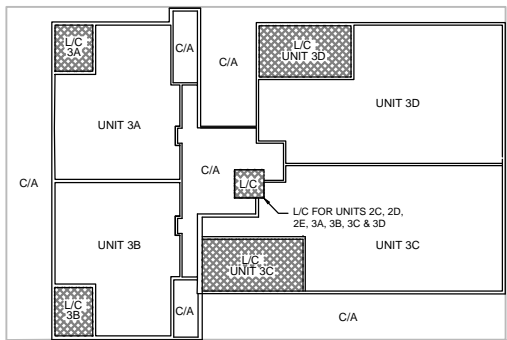 L/C
3A
C/A
C/A
L/C
UNIT 3D
UNIT 3A
UNIT 3D
C/A
C/A
L/C
L/C FOR UNITS 2C, 2D,
2E, 3A, 3B, 3C & 3D
UNIT 3B
UNIT 3C
L/C
UNIT 3C
L/C
3B
C/A
C/A